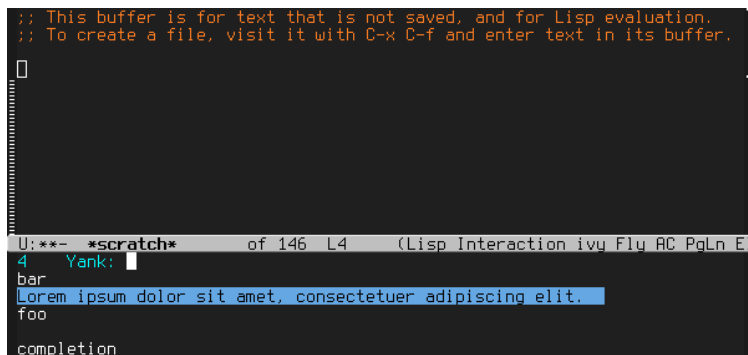 ;; This buffer is for text that is not saved, and for Lisp evaluation.
;; To create a file, visit it with C-x C-f and enter text in its buffer.
U:**-  *scratch*       of 146  L4     (Lisp Interaction ivy Fly AC PgLn E
4    Yank:
bar
Lorem ipsum dolor sit amet, consectetuer adipiscing elit.
foo
completion